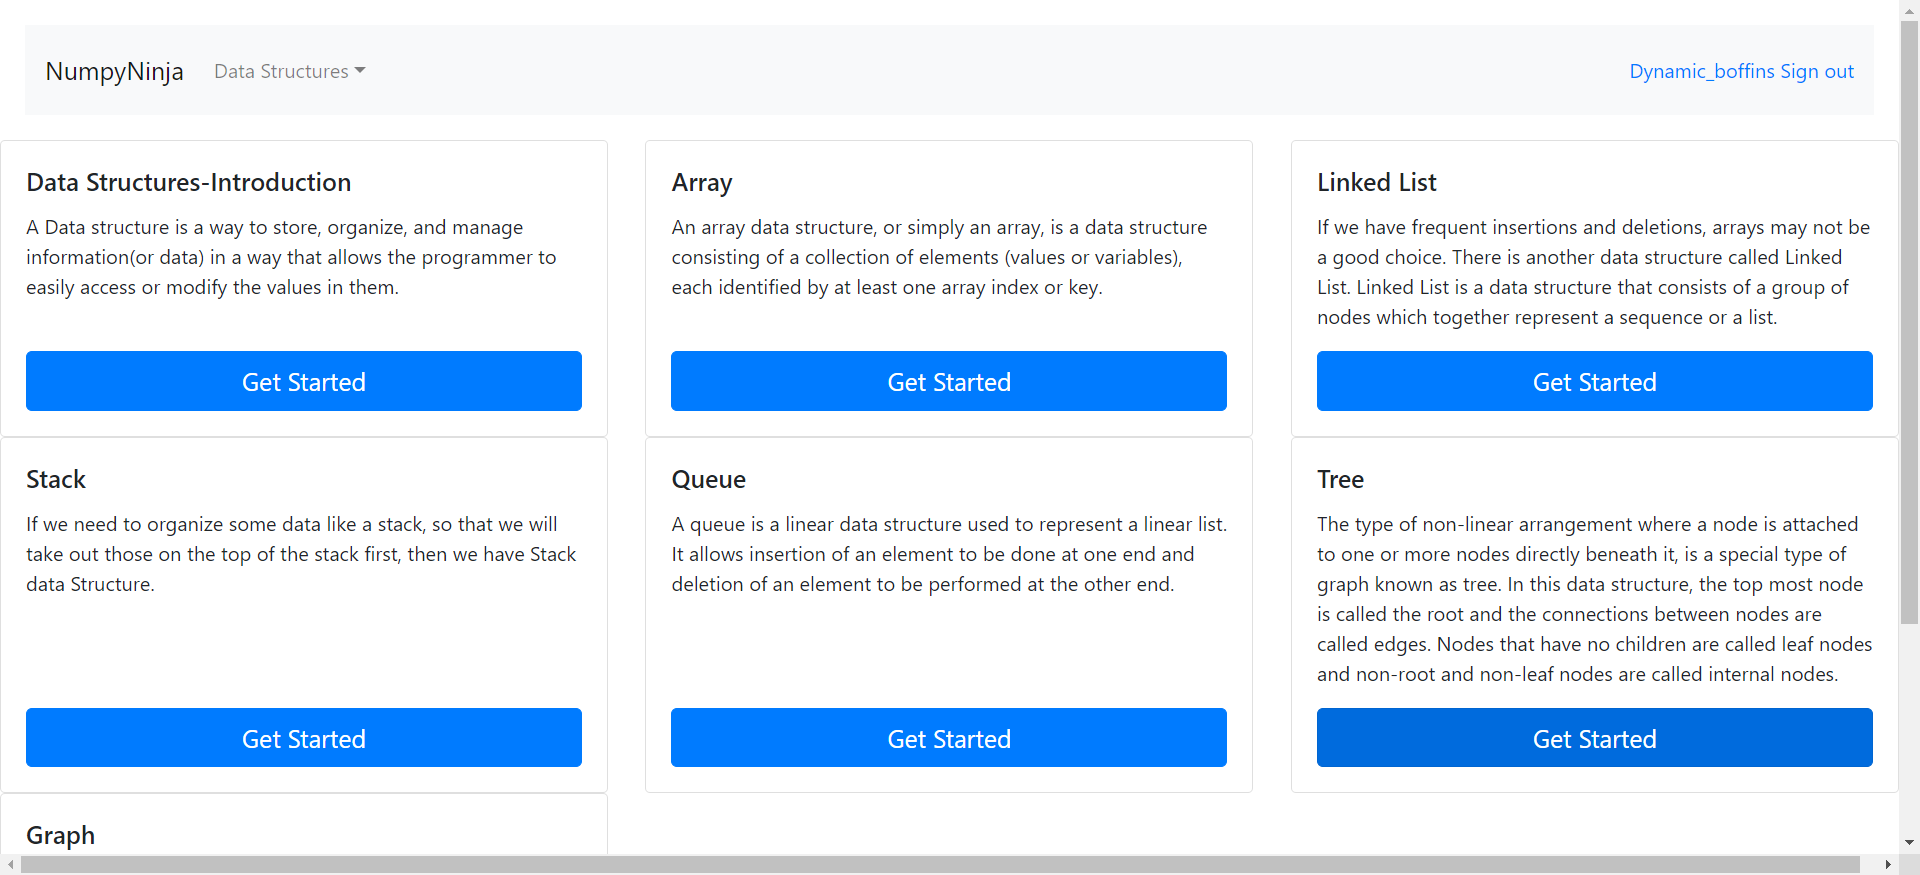 NumpyNinja
Data Structures
Dynamic_boffins Sign out
Data Structures-Introduction
A Data structure is a way to store, organize, and manage
information(or data) in a way that allows the programmer to
easily access or modify the values in them.
Get Started
Array
An array data structure, or simply an array, is a data structure
consisting of a collection of elements (values or variables),
each identified by at least one array index or key.
Get Started
Linked List
If we have frequent insertions and deletions, arrays may not be
a good choice. There is another data structure called Linked
List. Linked List is a data structure that consists of a group of
nodes which together represent a sequence or a list.
Get Started
Stack
If we need to organize some data like a stack, so that we will
take out those on the top of the stack first, then we have Stack
data Structure.
Get Started
Queue
A queue is a linear data structure used to represent a linear list.
It allows insertion of an element to be done at one end and
deletion of an element to be performed at the other end.
Get Started
Tree
The type of non-linear arrangement where a node is attached
to one or more nodes directly beneath it, is a special type of
graph known as tree. In this data structure, the top most node
is called the root and the connections between nodes are
called edges. Nodes that have no children are called leaf nodes
and non-root and non-leaf nodes are called internal nodes.
Get Started
Graph